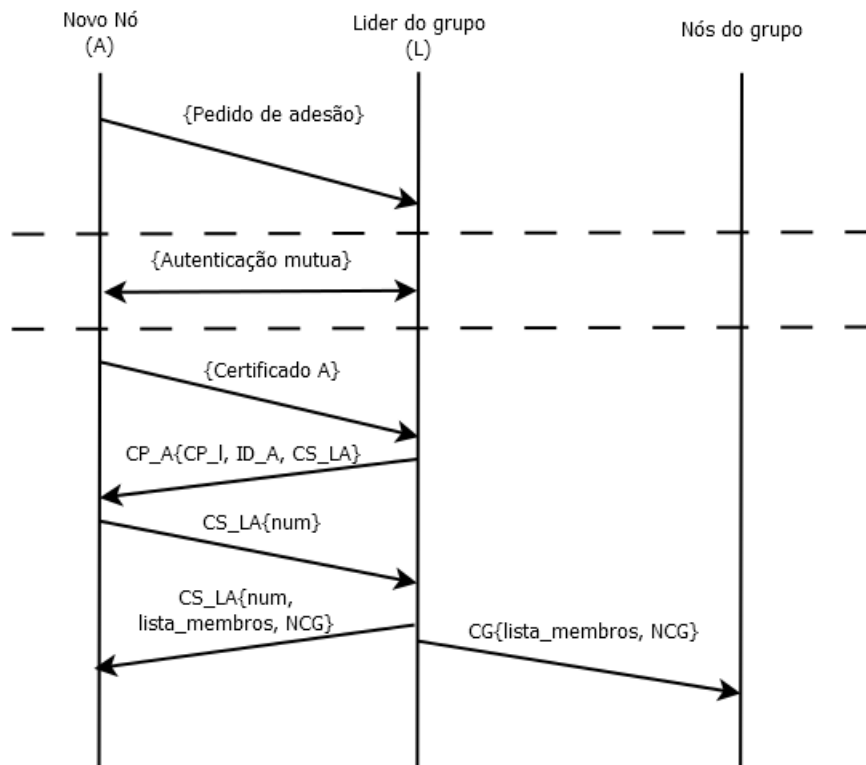 Novo Nó
(A)
Lider do grupo
(L)
Nós do grupo
{Pedido de adesão}
{Autenticação mutua}
{Certificado A}
CP_A{CP_l, ID_A, CS_LA}
CS_LA{num}
CS_LA{num,
lista_membros, NCG}
CG{lista_membros, NCG}